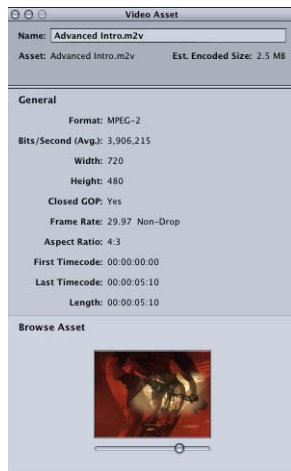 Video Asset
Name: Advanced Intro.m2v
Asset: Advanced Intro.m2v Est. Encoded Size: 2.5 MB
General
Format: MPEG-2
Bits/Second (Avg.): 3,906,215
Width: 720
Height: 480
Closed GOP: Yes
Frame Rate: 29.97 Non-Drop
Aspect Ratio: 4:3
First Timecode: 00:00:00:00
Last Timecode: 00:00:05:10
Length: 00:00:05:10
Browse Asset